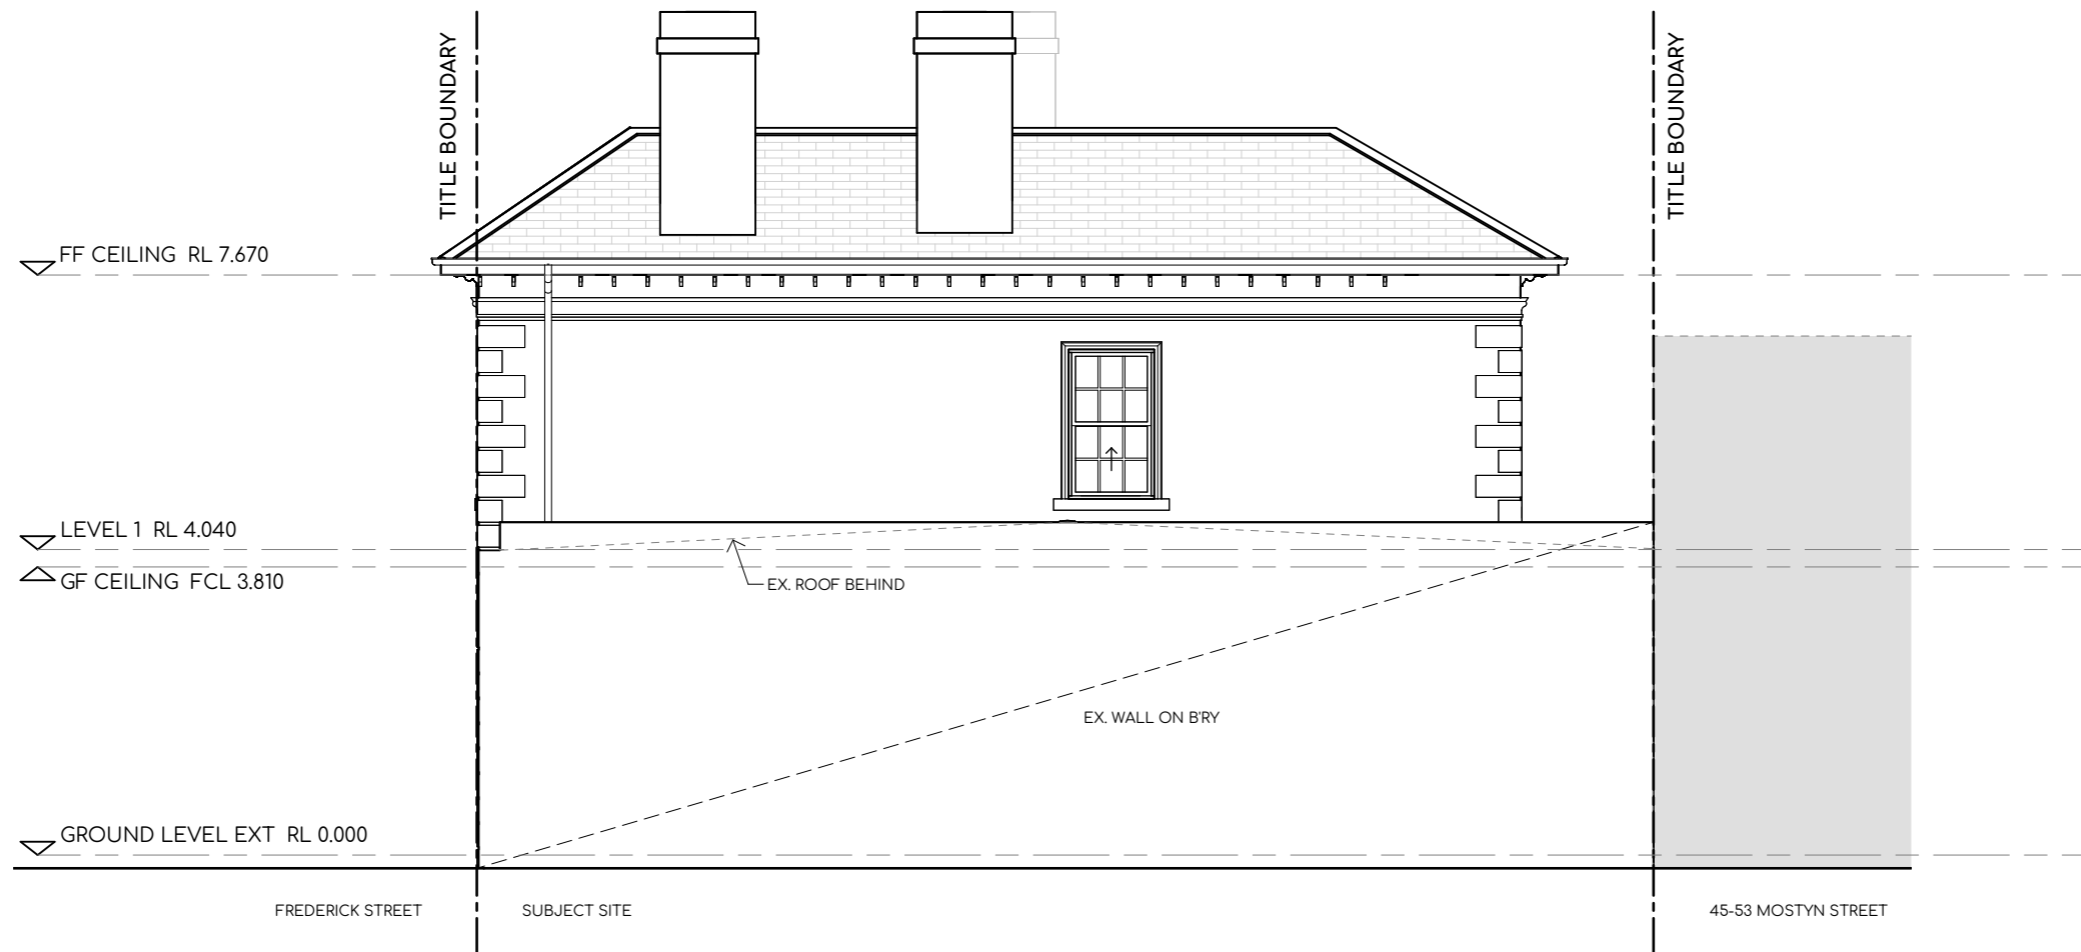 TITLE BOUNDARY
TITLE BOUNDARY
FF CEILING RL 7.670
LEVEL 1 RL 4.040
GF CEILING FCL 3.810
EX. ROOF BEHIND
EX. WALL ON B'RY
GROUND LEVEL EXT RL 0.000
FREDERICK STREET
SUBJECT SITE
45-53 MOSTYN STREET